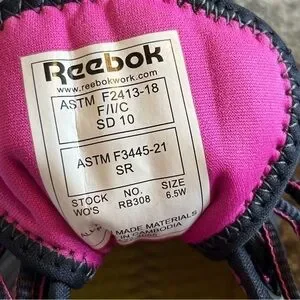 Reebok
www.reebokwork.com
ASTM F2413-18
F/I/C
SD 10
ASTM F3445-21
SR
STOCK NO. SIZE
WO'S RB308 6.5W
MADE MATERIALS
IN CAMBODIA